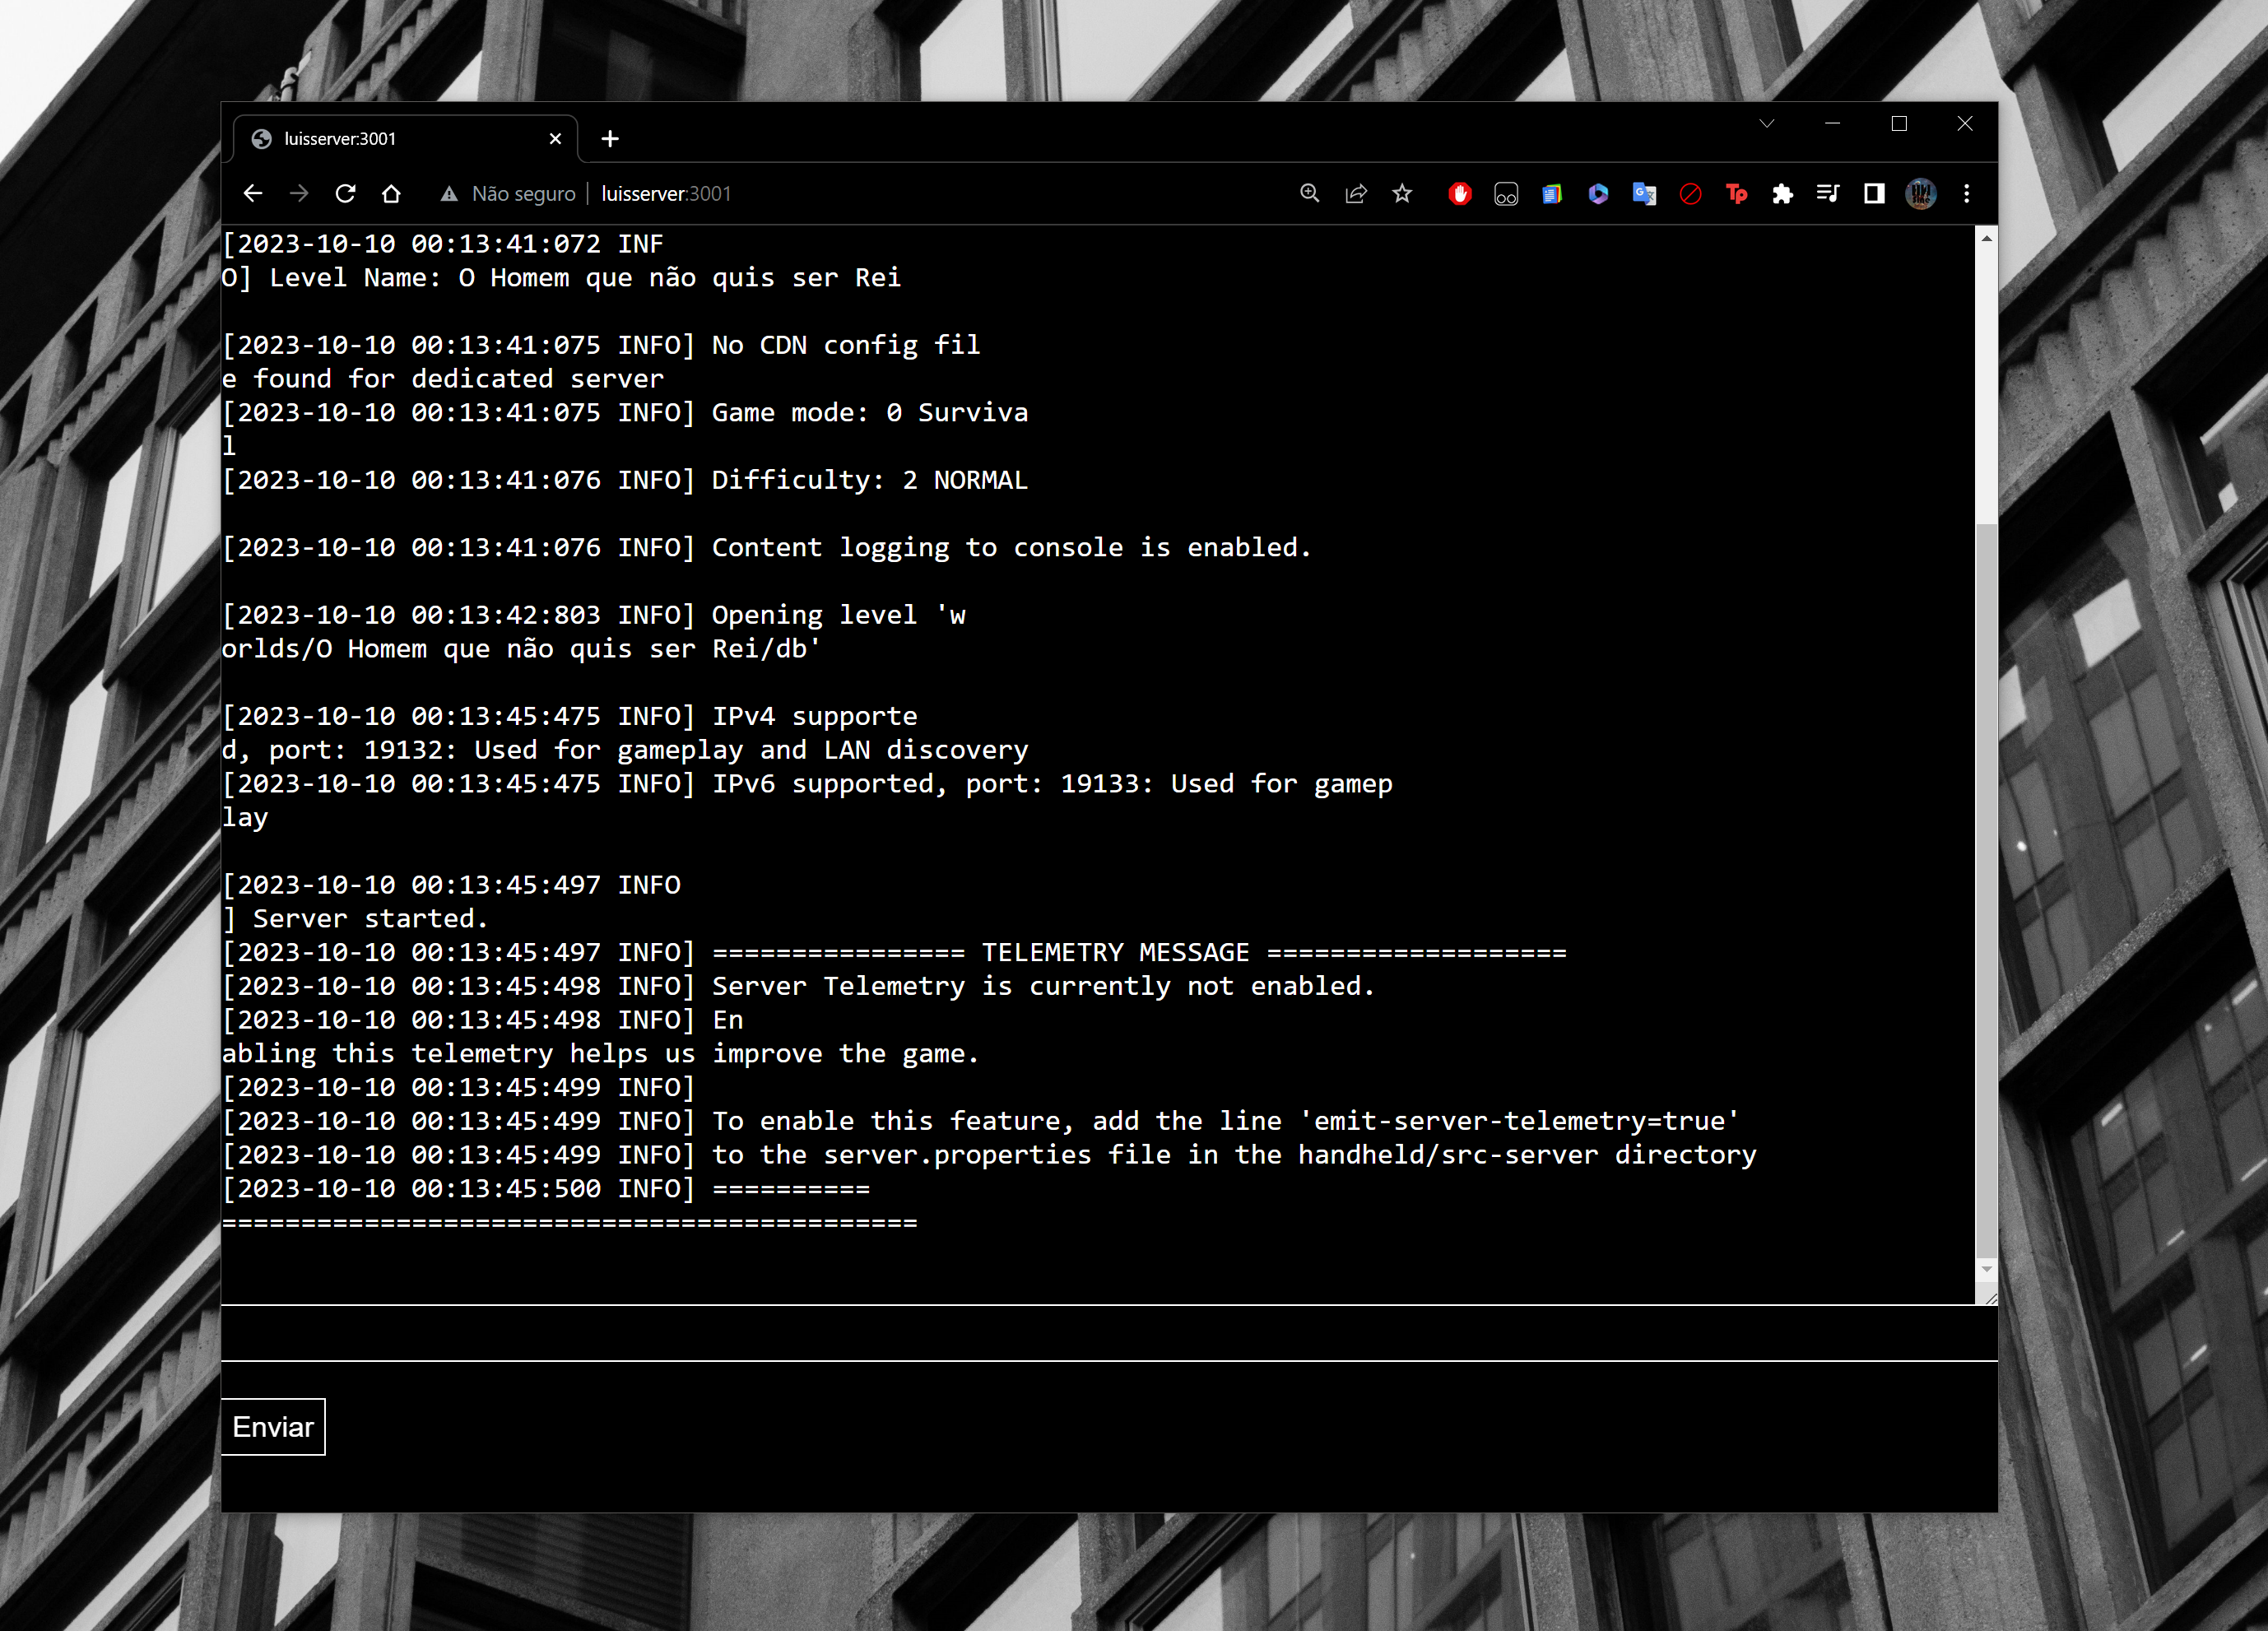 luisserver:3001
Não seguro luisserver:3001
Tp
[2023-10-10 00:13:41:072 INF
O] Level Name: O Homem que não quis ser Rei
[2023-10-10 00:13:41:075 INFO] No CDN config fil
e found for dedicated server
[2023-10-10 00:13:41:075 INFO] Game mode: 0 Surviva
l
[2023-10-10 00:13:41:076 INFO] Difficulty: 2 NORMAL
[2023-10-10 00:13:41:076 INFO] Content logging to console is enabled.
[2023-10-10 00:13:42:803 INFO] Opening level 'w
orlds/O Homem que não quis ser Rei/db'
[2023-10-10 00:13:45:475 INFO] IPv4 supporte
d, port: 19132: Used for gameplay and LAN discovery
[2023-10-10 00:13:45:475 INFO] IPv6 supported, port: 19133: Used for gamep
lay
[2023-10-10 00:13:45:497 INFO
] Server started.
[2023-10-10 00:13:45:497 INFO] ================ TELEMETRY MESSAGE ===================
[2023-10-10 00:13:45:498 INFO] Server Telemetry is currently not enabled.
[2023-10-10 00:13:45:498 INFO] En
abling this telemetry helps us improve the game.
[2023-10-10 00:13:45:499 INFO]
[2023-10-10 00:13:45:499 INFO] To enable this feature, add the line 'emit-server-telemetry=true'
[2023-10-10 00:13:45:499 INFO] to the server.properties file in the handheld/src-server directory
[2023-10-10 00:13:45:500 INFO] ==========
============================================
Enviar